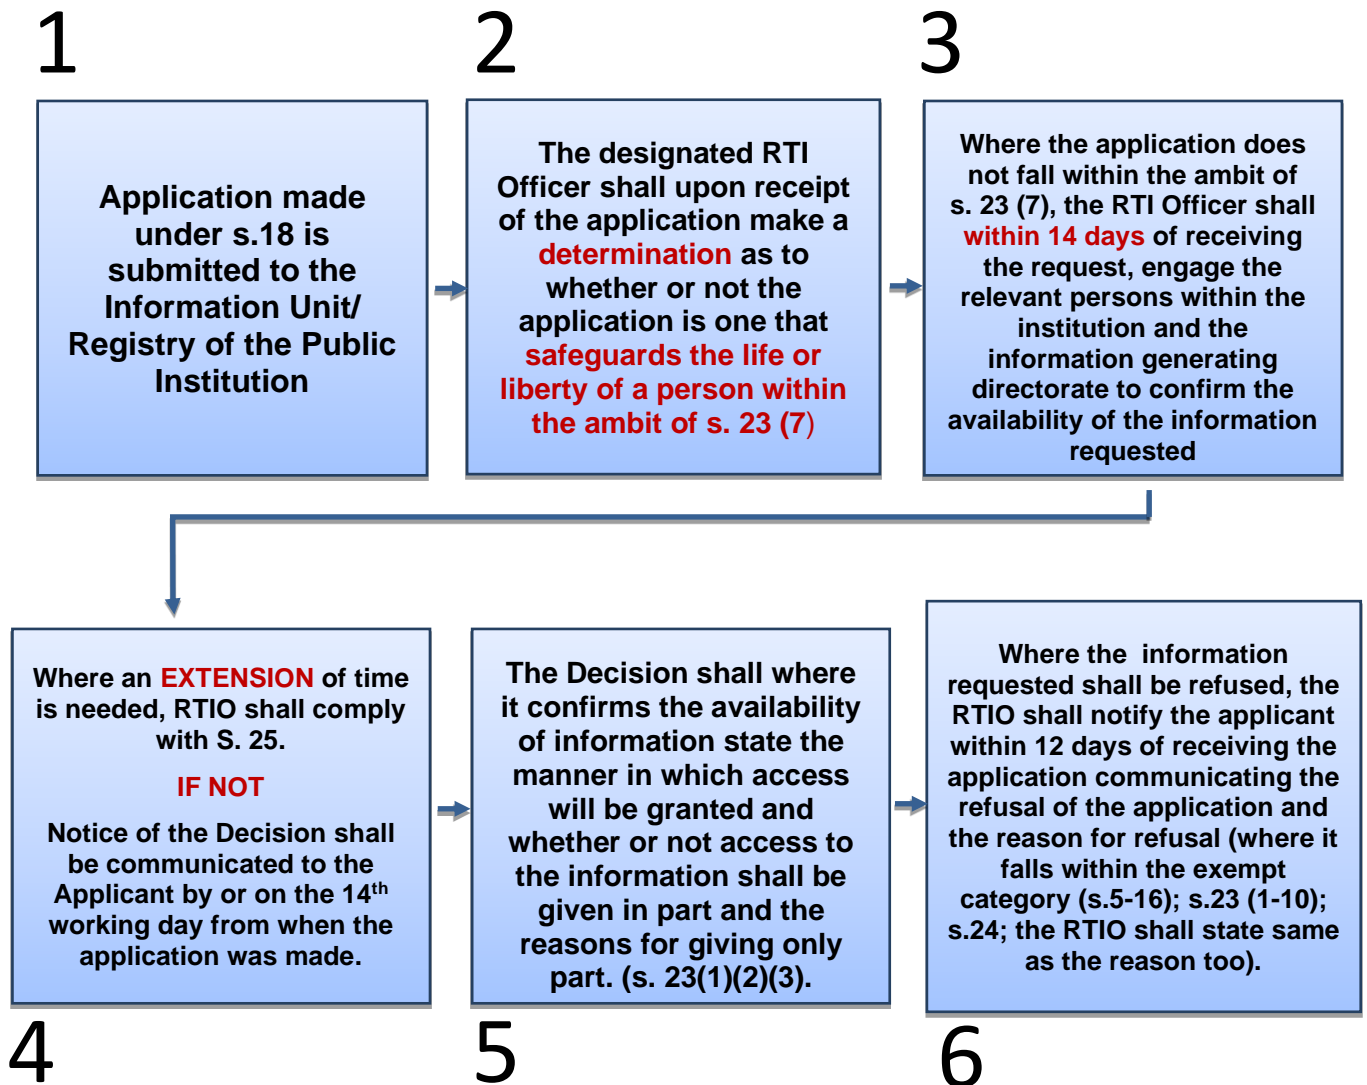 1
Application made
under s.18 is
submitted to the
Information Unit/
Registry of the Public
Institution
2
The designated RTI
Officer shall upon receipt
of the application make a
determination as to
whether or not the
application is one that
safeguards the life or
liberty of a person within
the ambit of s. 23 (7)
3
Where the application does
not fall within the ambit of
s. 23 (7), the RTI Officer shall
within 14 days of receiving
the request, engage the
relevant persons within the
institution and the
information generating
directorate to confirm the
availability of the information
requested
Where an EXTENSION of time
is needed, RTIO shall comply
with S. 25.
IF NOT
Notice of the Decision shall
be communicated to the
Applicant by or on the 14th
working day from when the
application was made.
4
The Decision shall where
it confirms the availability
of information state the
manner in which access
will be granted and
whether or not access to
the information shall be
given in part and the
reasons for giving only
part. (s. 23(1)(2)(3).
5
Where the information
requested shall be refused, the
RTIO shall notify the applicant
within 12 days of receiving the
application communicating the
refusal of the application and
the reason for refusal (where it
falls within the exempt
category (s.5-16); s.23 (1-10);
s.24; the RTIO shall state same
as the reason too).
6